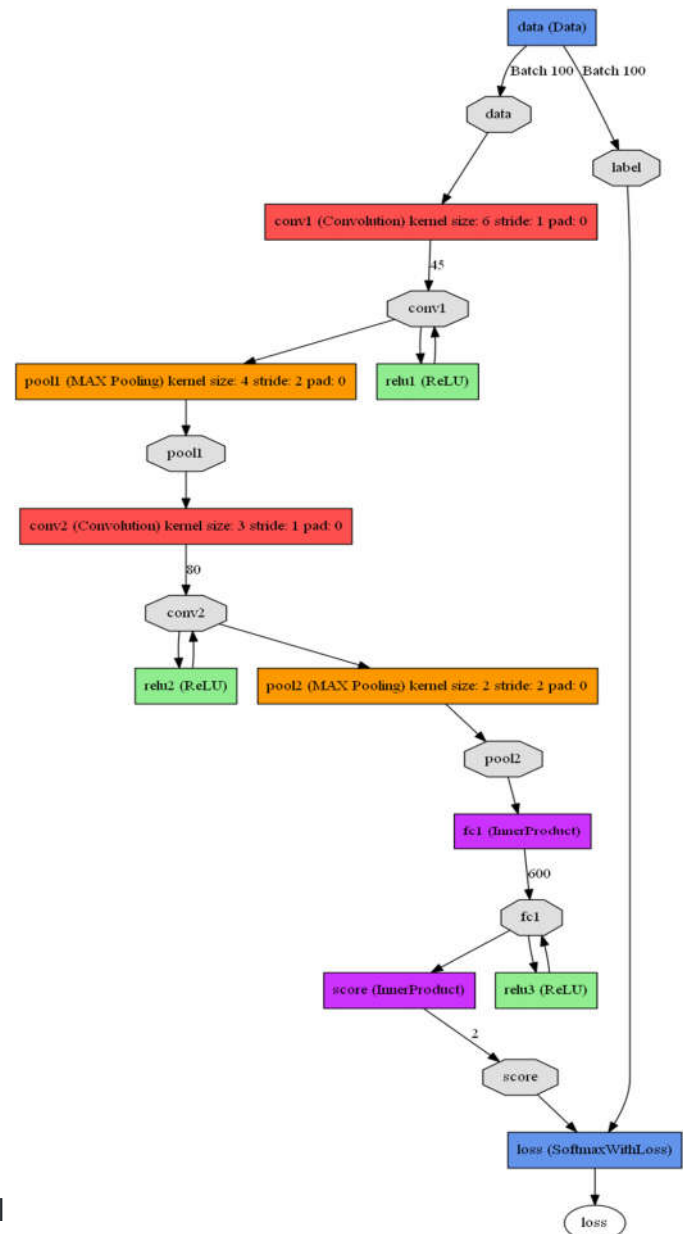 data (Data)
Batch 100
Batch 100
data
label
conv1 (Convolution) kernel size: 6 stride: 1 pad: 0
45
conv1
pool1 (MAX Pooling) kernel size: 4 stride: 2 pad: 0
relu1 (ReLU)
pool1
conv2 (Convolution) kernel size: 3 stride: 1 pad: 0
80
conv2
relu2 (ReLU)
pool2 (MAX Pooling) kernel size: 2 stride: 2 pad: 0
pool2
fc1 (InnerProduct)
600
fc1
score (InnerProduct)
relu3 (ReLU)
2
score
loss (SoftmaxWithLoss)
loss